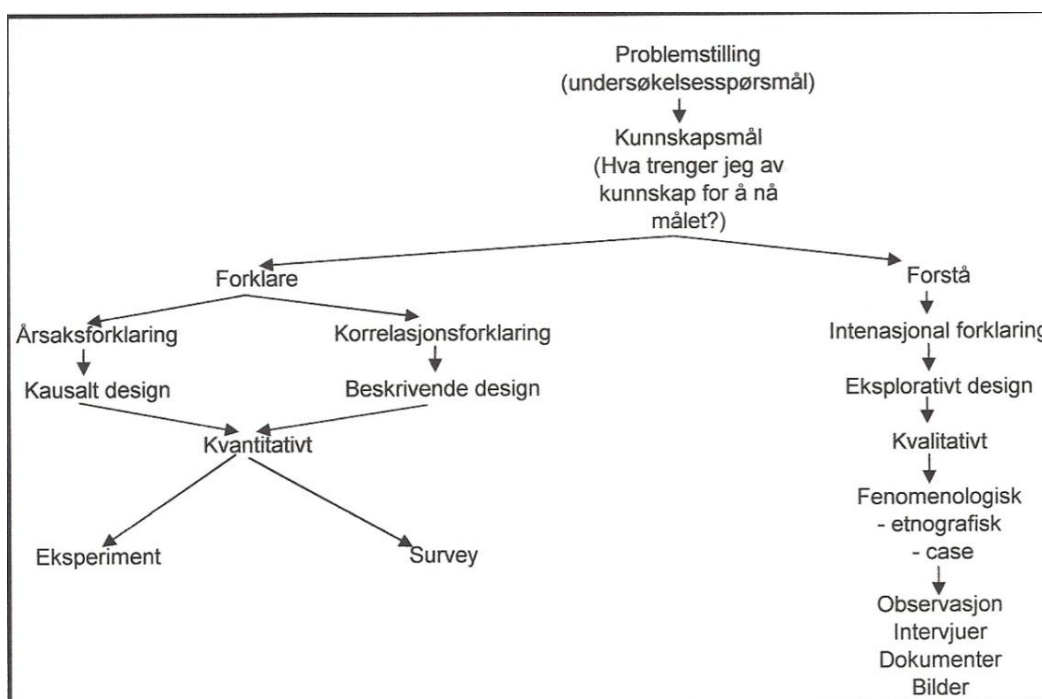 Problemstilling
(undersøkelsesspørsmål)
Kunnskapsmål
(Hva trenger jeg av
kunnskap for å nå
målet?)
Forklare
Forstå
Årsaksforklaring
Korrelasjonsforklaring
Intenasjonal forklaring
Kausalt design
Beskrivende design
Eksplorativt design
Kvantitativt
Kvalitativt
Fenomenologisk
- etnografisk
- case
Eksperiment
Survey
Observasjon
Intervjuer
Dokumenter
Bilder